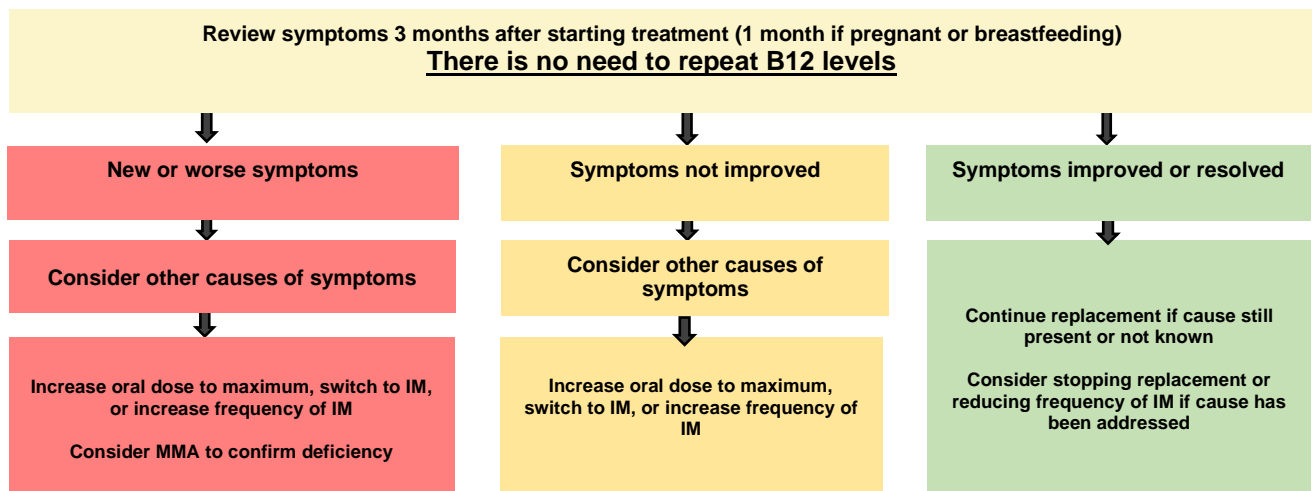 Review symptoms 3 months after starting treatment (1 month if pregnant or breastfeeding)
There is no need to repeat B12 levels
New or worse symptoms
Consider other causes of symptoms
Increase oral dose to maximum, switch to IM,
or increase frequency of IM
Consider MMA to confirm deficiency
Symptoms not improved
Consider other causes of
symptoms
Increase oral dose to maximum,
switch to IM, or increase frequency of
IM
Symptoms improved or resolved
Continue replacement if cause still
present or not known
Consider stopping replacement or
reducing frequency of IM if cause has
been addressed